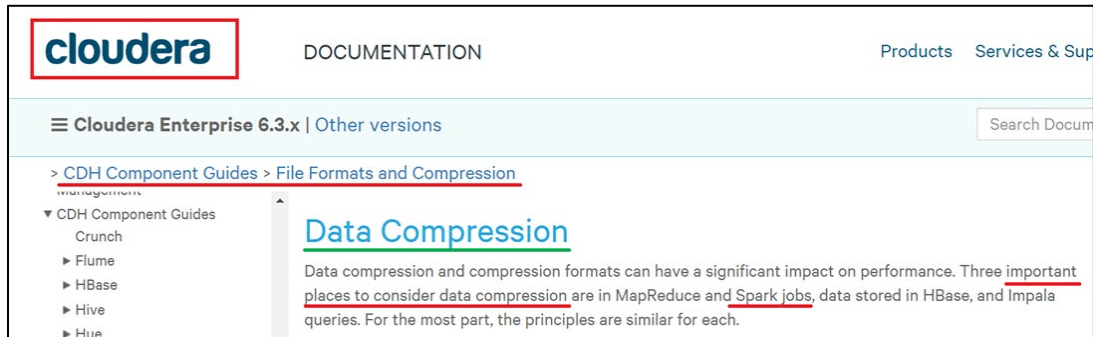 cloudera
DOCUMENTATION
Products Services & Sup
☰ Cloudera Enterprise 6.3.x | Other versions
Search Docum
> CDH Component Guides > File Formats and Compression
Management
▼ CDH Component Guides
Crunch
▶ Flume
▶ HBase
▶ Hive
▶ Hue
Data Compression
Data compression and compression formats can have a significant impact on performance. Three important
places to consider data compression are in MapReduce and Spark jobs, data stored in HBase, and Impala
queries. For the most part, the principles are similar for each.